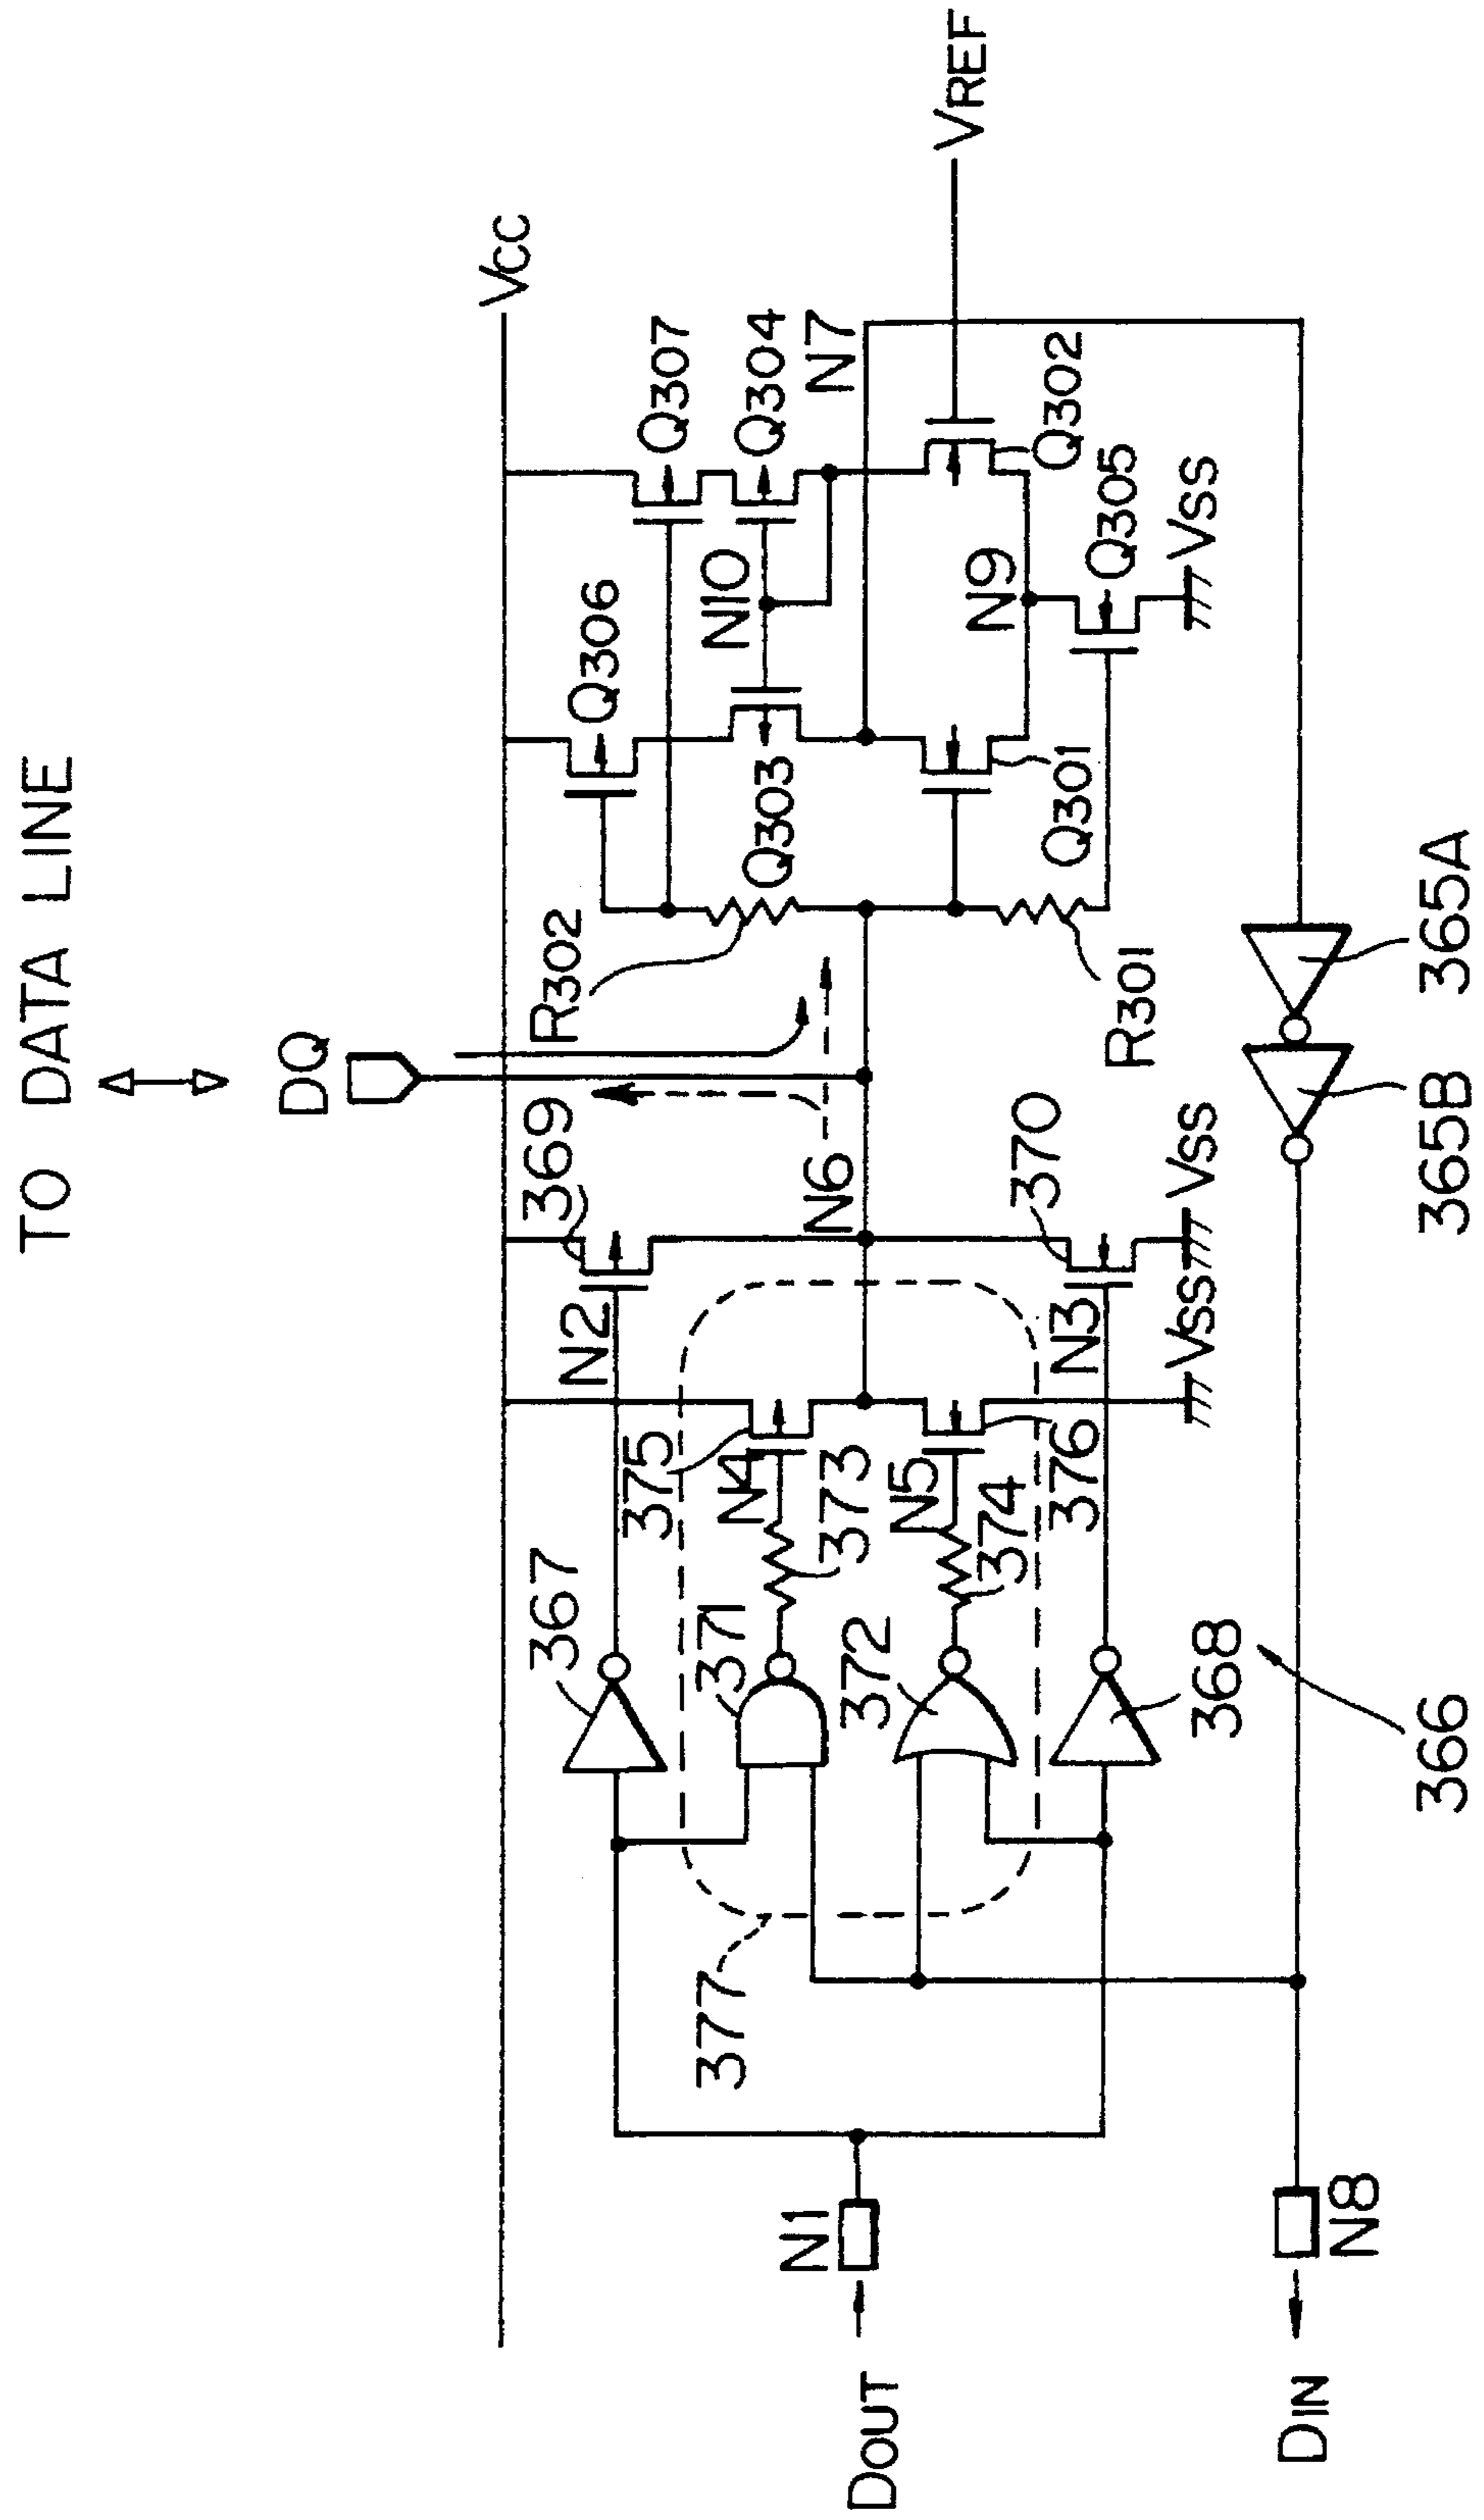 TO DATA LINE
DQ
VCC
367
N2
369
R302
Q306
Q307
377
371
375
N4
373
N6
Q303
N10
Q304
N7
DOUT
N1
372
N5
374
376
N3
370
R301
Q301
N9
Q302
Q305
VREF
368
VSS
VSS
VSS
DIN
N8
366
365B
365A